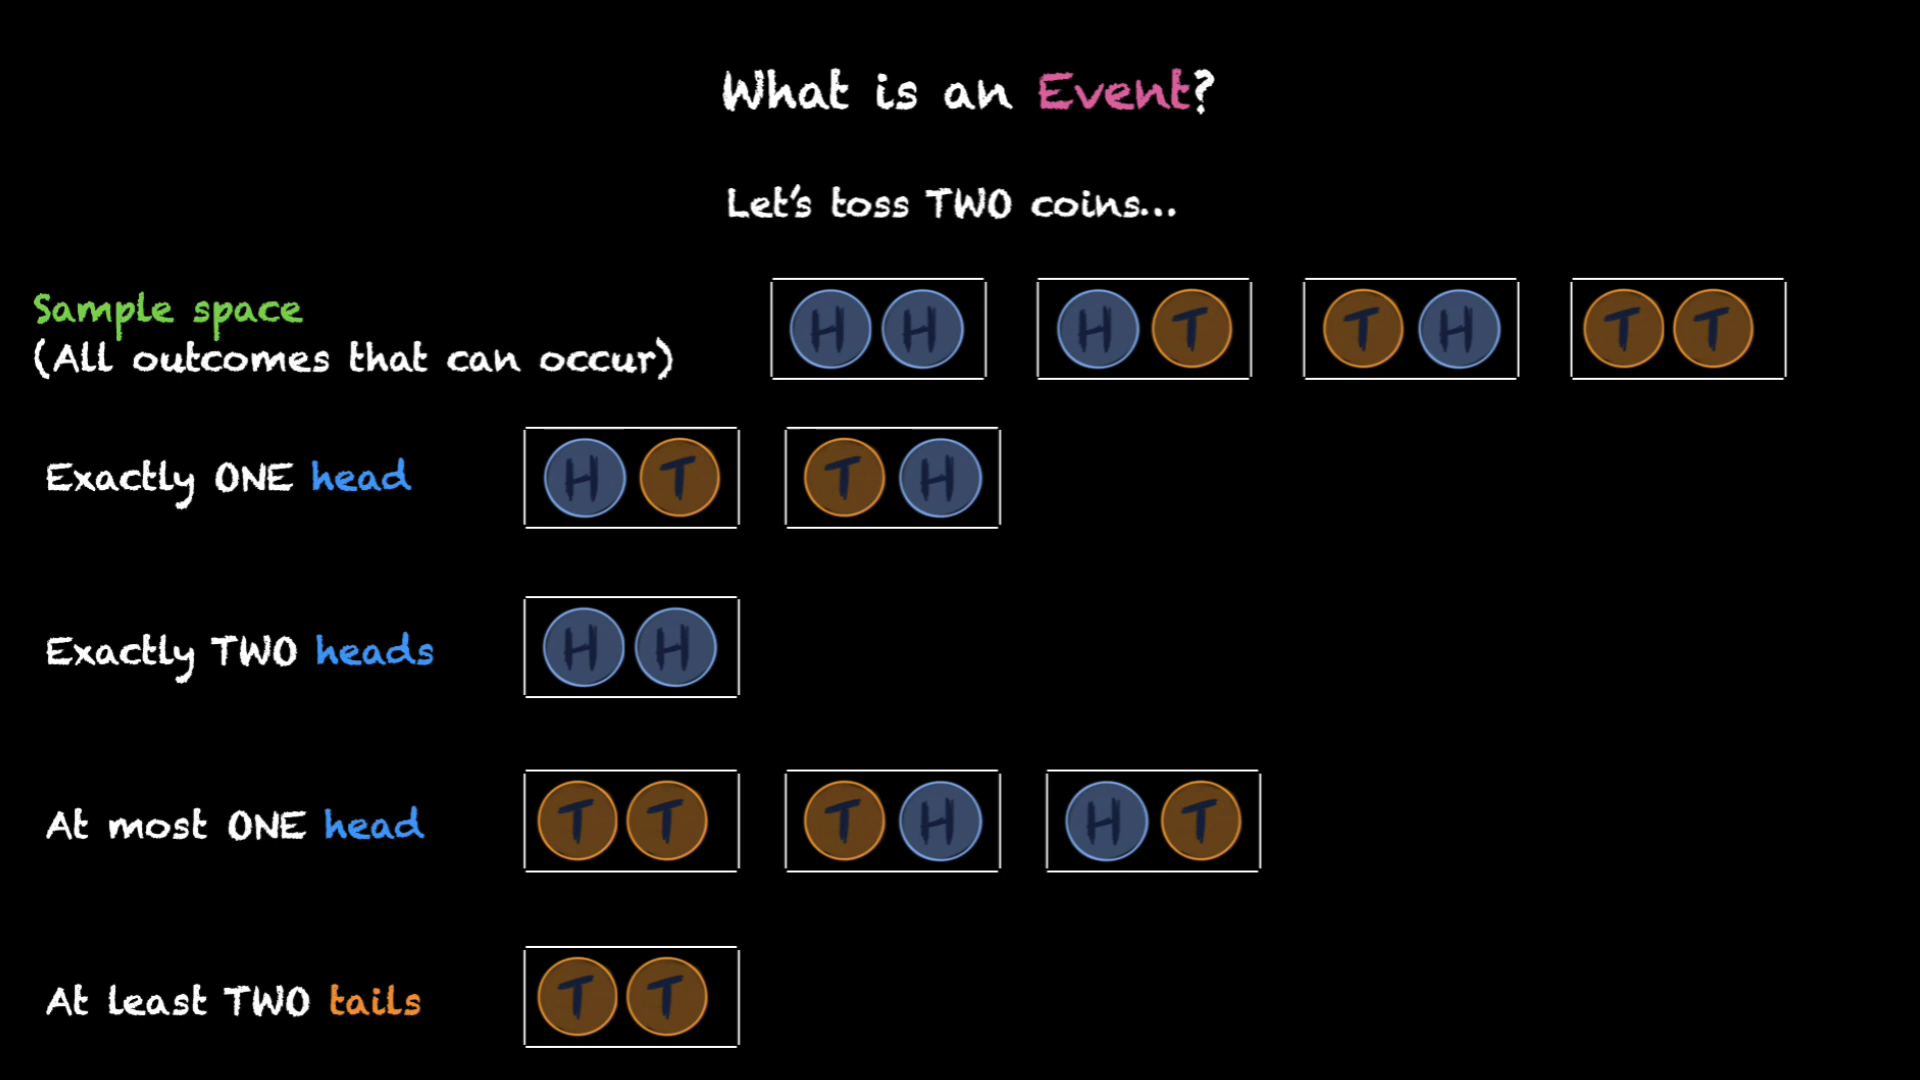 What is an Event?
Let's toss TWO coins...
Sample space
(All outcomes that can occur)
H H H T T H T T
Exactly ONE head H T T H
Exactly TWO heads H H
At most ONE head T T T H H T
At least TWO tails T T